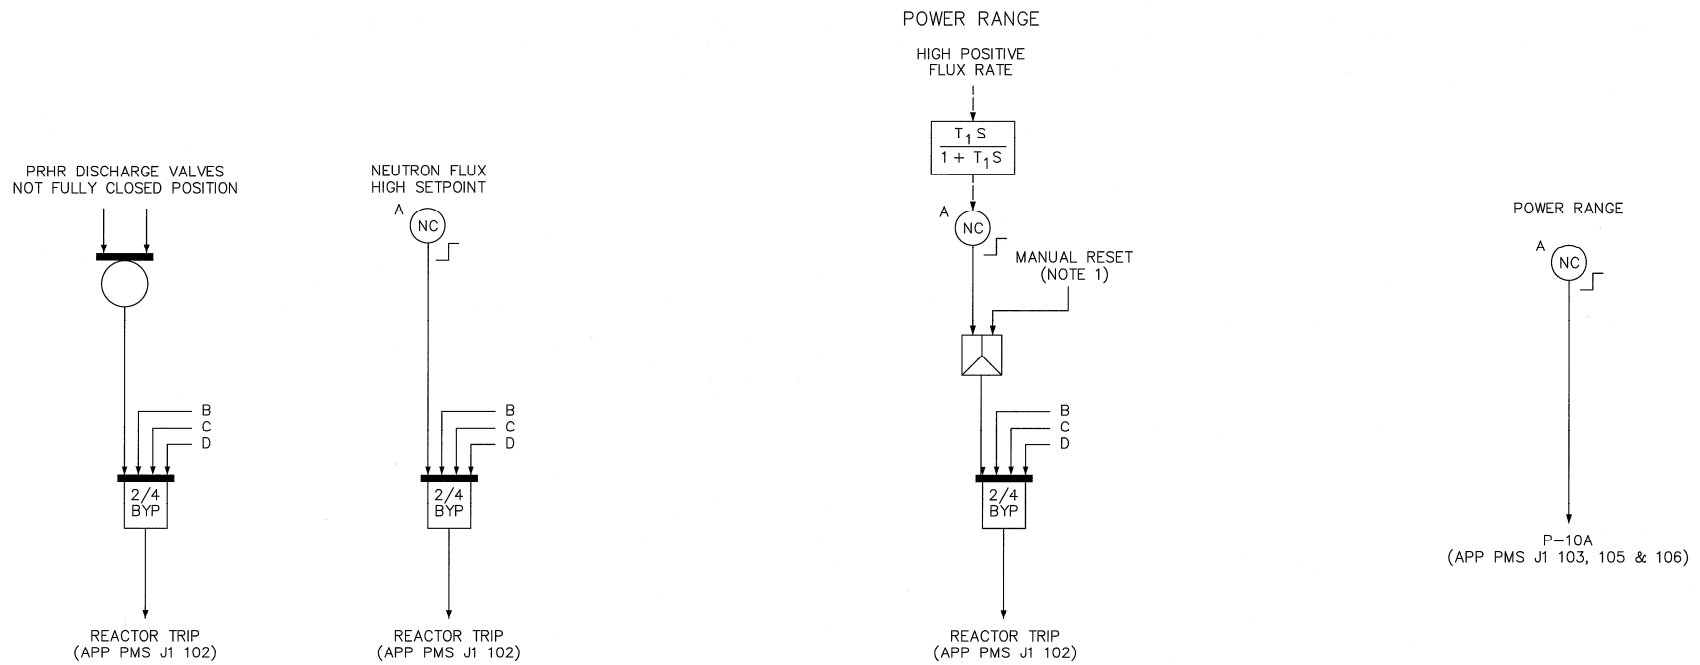 POWER RANGE
HIGH POSITIVE
FLUX RATE
T1 S
1 + T1 S
PRHR DISCHARGE VALVES
NOT FULLY CLOSED POSITION
NEUTRON FLUX
HIGH SETPOINT
A
NC
A
NC
MANUAL RESET
(NOTE 1)
POWER RANGE
A
NC
B
C
D
2/4
BYP
B
C
D
2/4
BYP
B
C
D
2/4
BYP
P-10A
(APP PMS J1 103, 105 & 106)
REACTOR TRIP
(APP PMS J1 102)
REACTOR TRIP
(APP PMS J1 102)
REACTOR TRIP
(APP PMS J1 102)